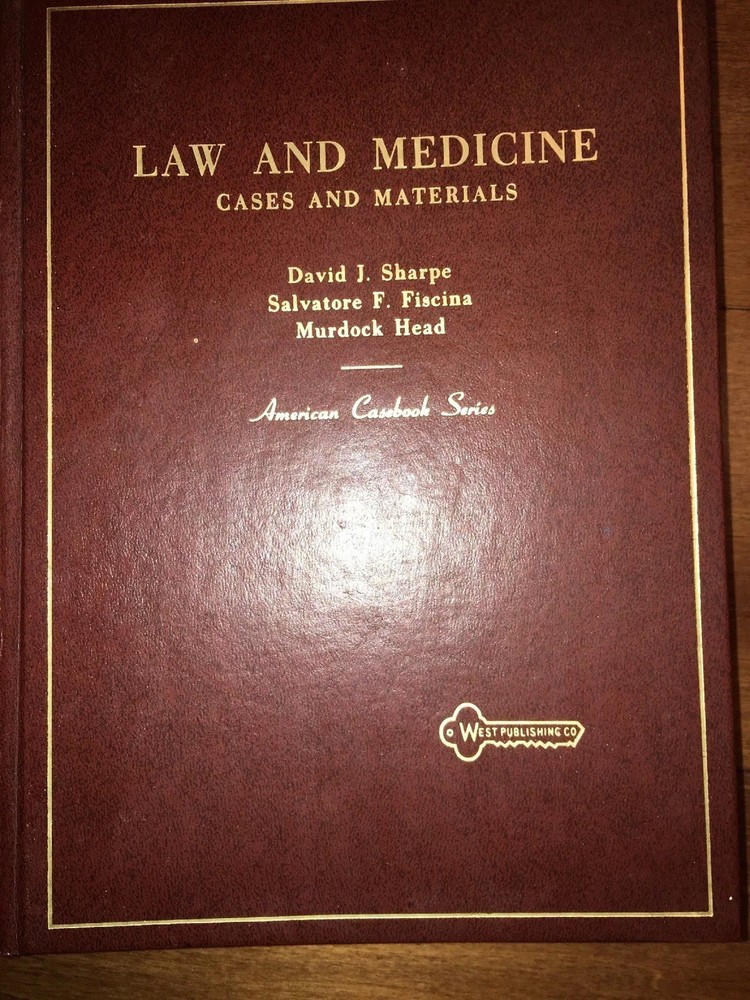 LAW AND MEDICINE
CASES AND MATERIALS
David J. Sharpe
Salvatore F. Fiscina
Murdock Head
American Casebook Series
WEST PUBLISHING CO